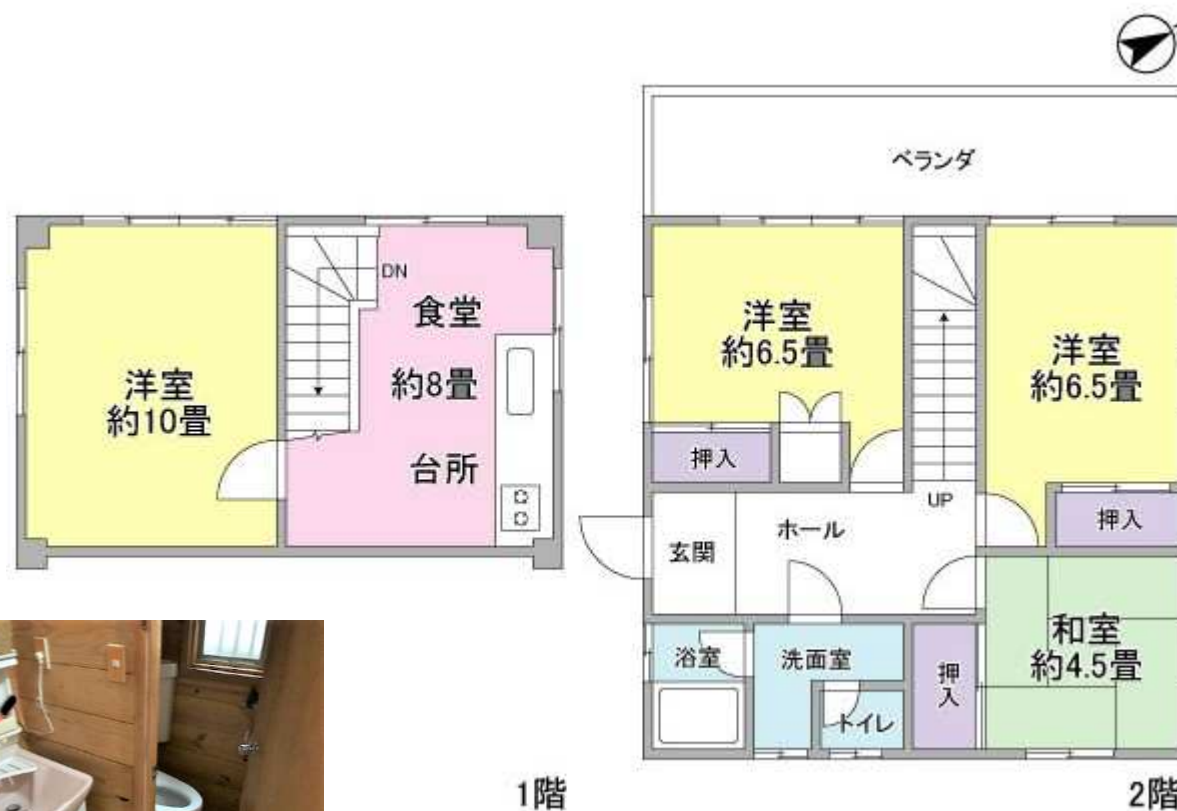 洋室
約10畳
DN
食堂
約8畳
台所
1階
ベランダ
洋室
約6.5畳
洋室
約6.5畳
押入
押入
UP
ホール
玄関
浴室
洗面室
トイレ
押入
和室
約4.5畳
2階